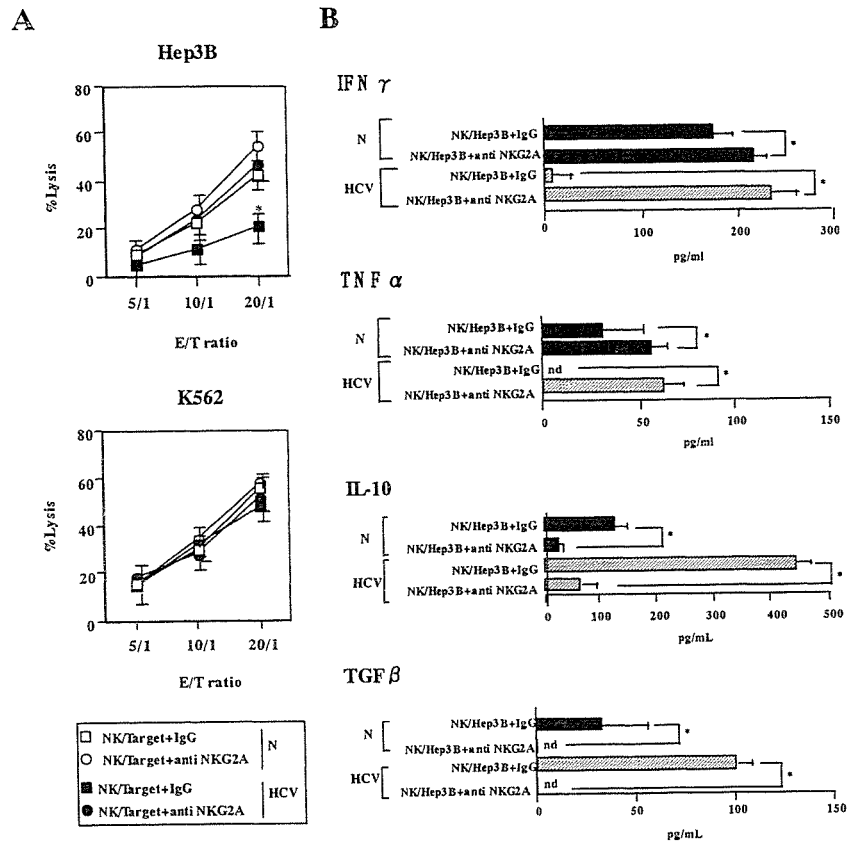 A
Hep3B
80
60
40
20
0
%Lysis
*
5/1 10/1 20/1
E/T ratio
K562
80
60
40
20
0
%Lysis
5/1 10/1 20/1
E/T ratio
NK/Target+IgG
NK/Target+anti NKG2A
N
NK/Target+IgG
NK/Target+anti NKG2A
HCV
B
IFN γ
N
NK/Hep3B+IgG
NK/Hep3B+anti NKG2A
*
HCV
NK/Hep3B+IgG
NK/Hep3B+anti NKG2A
*
0 100 200 300
pg/ml
TNF α
N
NK/Hep3B+IgG
NK/Hep3B+anti NKG2A
*
HCV
NK/Hep3B+IgG nd
NK/Hep3B+anti NKG2A
*
0 50 100 150
pg/ml
IL-10
N
NK/Hep3B+IgG
NK/Hep3B+anti NKG2A
*
HCV
NK/Hep3B+IgG
NK/Hep3B+anti NKG2A
*
0 100 200 300 400 500
pg/mL
TGF β
N
NK/Hep3B+IgG
NK/Hep3B+anti NKG2A nd
*
HCV
NK/Hep3B+IgG
NK/Hep3B+anti NKG2A nd
*
0 50 100 150
pg/mL